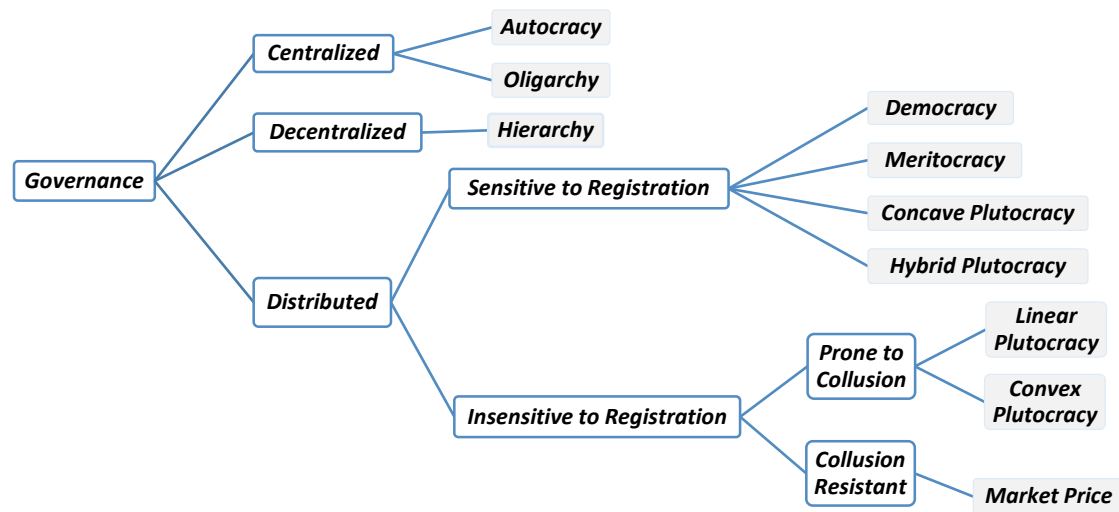 Governance
Centralized
Autocracy
Oligarchy
Decentralized
Hierarchy
Distributed
Sensitive to Registration
Democracy
Meritocracy
Concave Plutocracy
Hybrid Plutocracy
Insensitive to Registration
Prone to
Collusion
Linear
Plutocracy
Convex
Plutocracy
Collusion
Resistant
Market Price